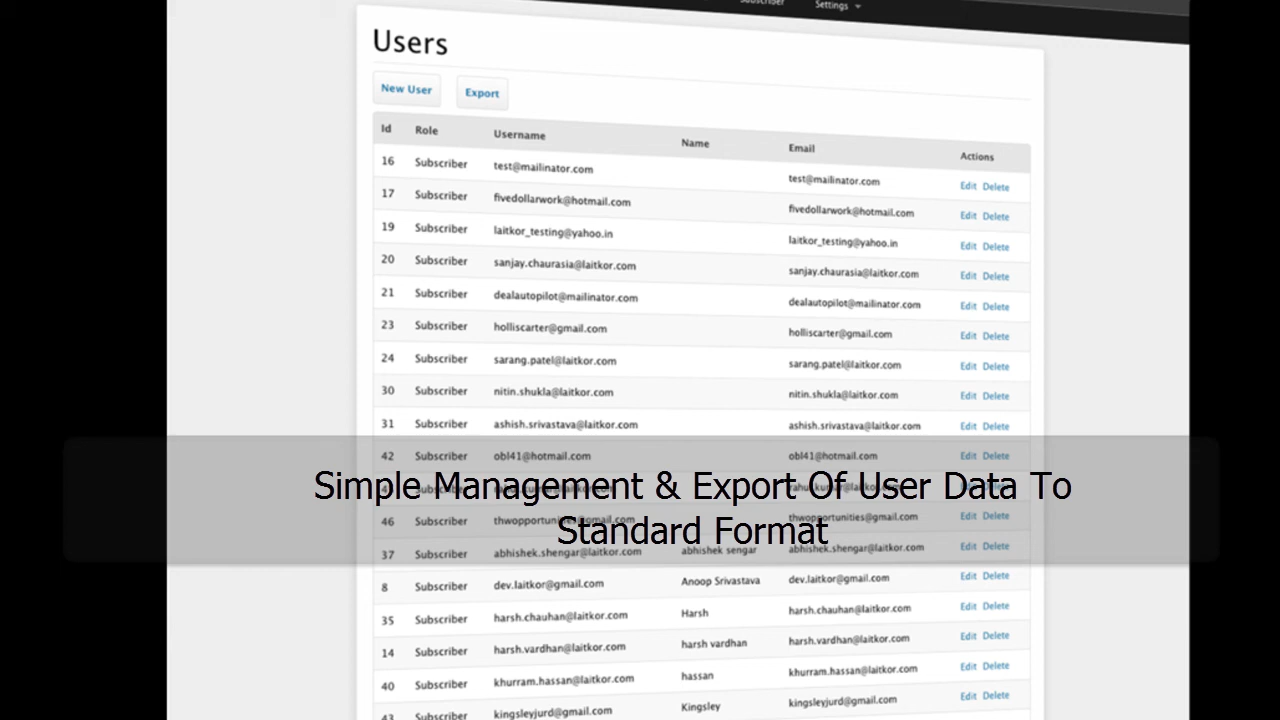 Subscriber Settings
Users
New User Export
Id Role Username Name Email Actions
16 Subscriber test@mailinator.com test@mailinator.com Edit Delete
17 Subscriber fivedollarwork@hotmail.com fivedollarwork@hotmail.com Edit Delete
19 Subscriber laitkor_testing@yahoo.in laitkor_testing@yahoo.in Edit Delete
20 Subscriber sanjay.chaurasia@laitkor.com sanjay.chaurasia@laitkor.com Edit Delete
21 Subscriber dealautopilot@mailinator.com dealautopilot@mailinator.com Edit Delete
23 Subscriber holliscarter@gmail.com holliscarter@gmail.com Edit Delete
24 Subscriber sarang.patel@laitkor.com sarang.patel@laitkor.com Edit Delete
30 Subscriber nitin.shukla@laitkor.com nitin.shukla@laitkor.com Edit Delete
31 Subscriber ashish.srivastava@laitkor.com ashish.srivastava@laitkor.com Edit Delete
42 Subscriber obl41@hotmail.com obl41@hotmail.com Edit Delete
Simple Management & Export Of User Data To
46 Subscriber thwopportunities@gmail.com thwopportunities@gmail.com Edit Delete
Standard Format
37 Subscriber abhishek.shengar@laitkor.com abhishek sengar abhishek.shengar@laitkor.com Edit Delete
8 Subscriber dev.laitkor@gmail.com Anoop Srivastava dev.laitkor@gmail.com Edit Delete
35 Subscriber harsh.chauhan@laitkor.com Harsh harsh.chauhan@laitkor.com Edit Delete
14 Subscriber harsh.vardhan@laitkor.com harsh vardhan harsh.vardhan@laitkor.com Edit Delete
40 Subscriber khurram.hassan@laitkor.com hassan khurram.hassan@laitkor.com Edit Delete
43 Subscriber kingsleyjurd@gmail.com Kingsley kingsleyjurd@gmail.com Edit Delete